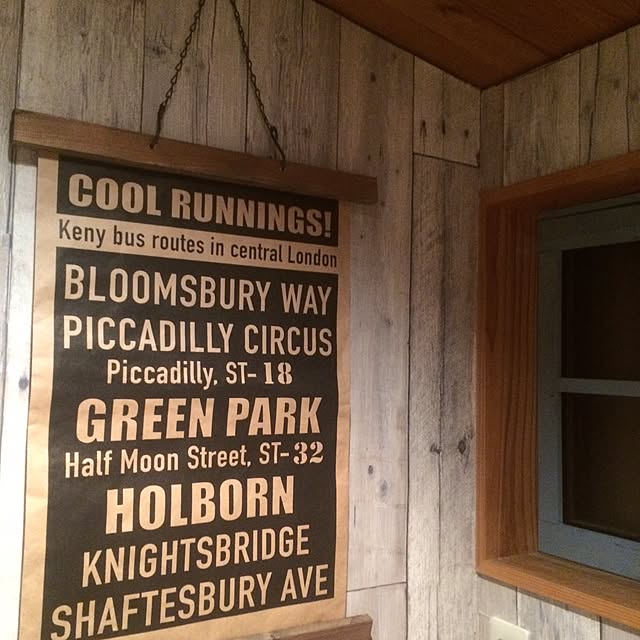 COOL RUNNINGS!
Keny bus routes in central London
BLOOMSBURY WAY
PICCADILLY CIRCUS
Piccadilly, ST-18
GREEN PARK
Half Moon Street, ST-32
HOLBORN
KNIGHTSBRIDGE
SHAFTESBURY AVE